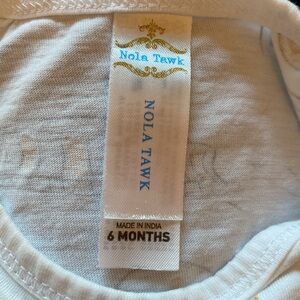 Nola Tawk
NOLA TAWK
MADE IN INDIA
6 MONTHS